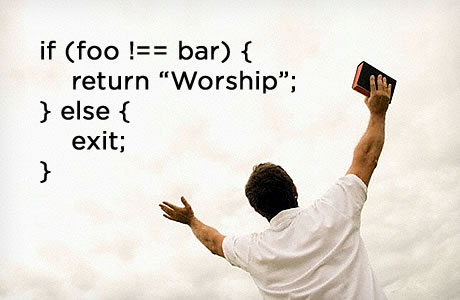 if (foo !== bar) {
return “Worship”;
} else {
exit;
}